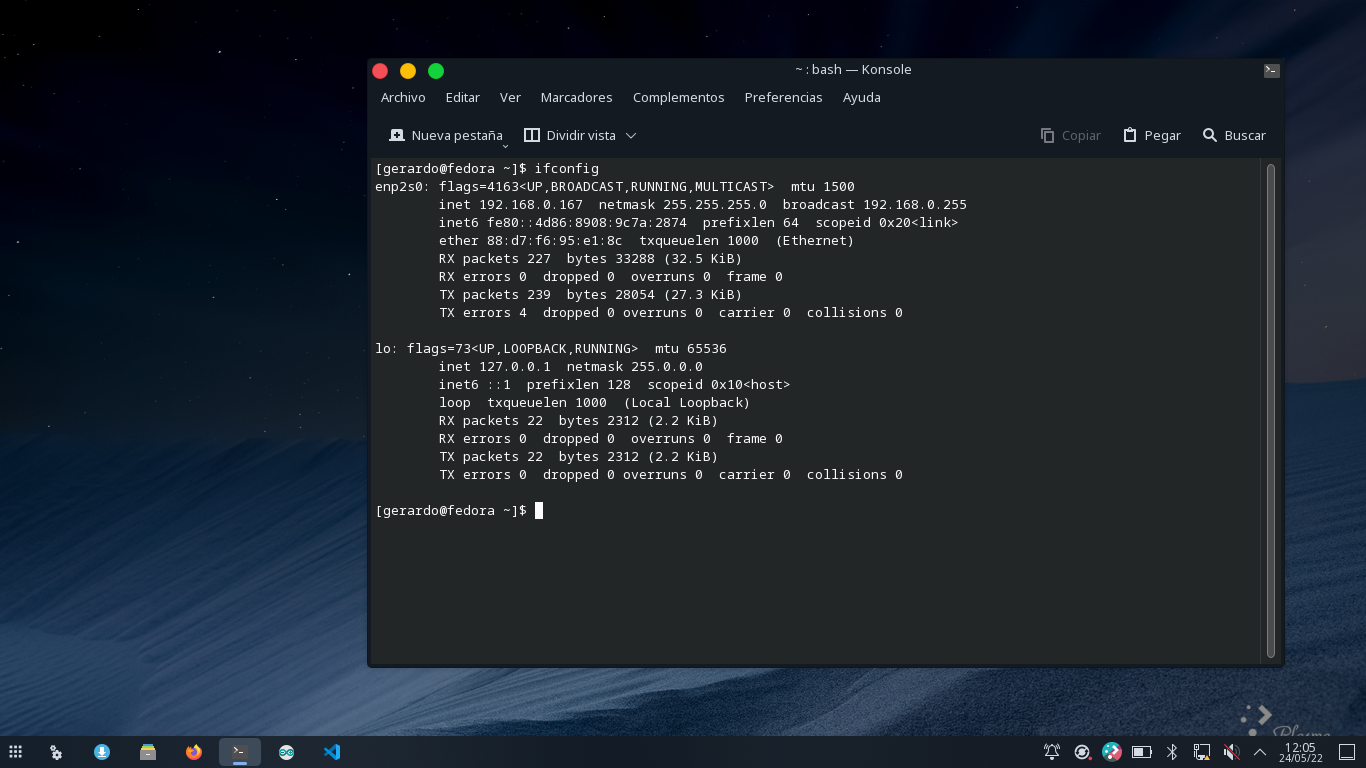 ~ : bash — Konsole
Archivo Editar Ver Marcadores Complementos Preferencias Ayuda
Nueva pestaña Dividir vista Copiar Pegar Buscar
[gerardo@fedora ~]$ ifconfig
enp2s0: flags=4163<UP,BROADCAST,RUNNING,MULTICAST>  mtu 1500
        inet 192.168.0.167  netmask 255.255.255.0  broadcast 192.168.0.255
        inet6 fe80::4d86:8908:9c7a:2874  prefixlen 64  scopeid 0x20<link>
        ether 88:d7:f6:95:e1:8c  txqueuelen 1000  (Ethernet)
        RX packets 227  bytes 33288 (32.5 KiB)
        RX errors 0  dropped 0  overruns 0  frame 0
        TX packets 239  bytes 28054 (27.3 KiB)
        TX errors 4  dropped 0 overruns 0  carrier 0  collisions 0
lo: flags=73<UP,LOOPBACK,RUNNING>  mtu 65536
        inet 127.0.0.1  netmask 255.0.0.0
        inet6 ::1  prefixlen 128  scopeid 0x10<host>
        loop  txqueuelen 1000  (Local Loopback)
        RX packets 22  bytes 2312 (2.2 KiB)
        RX errors 0  dropped 0  overruns 0  frame 0
        TX packets 22  bytes 2312 (2.2 KiB)
        TX errors 0  dropped 0 overruns 0  carrier 0  collisions 0
[gerardo@fedora ~]$
Plasma
12:05
24/05/22